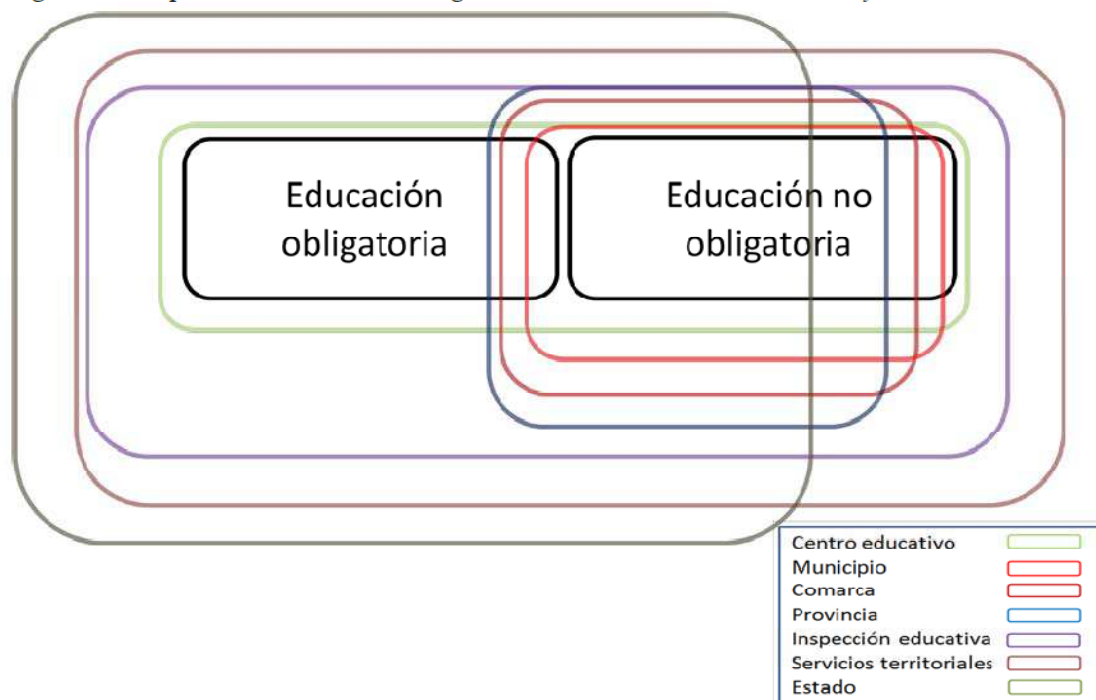 Educación
obligatoria
Educación no
obligatoria
Centro educativo
Municipio
Comarca
Provincia
Inspección educativa
Servicios territoriales
Estado